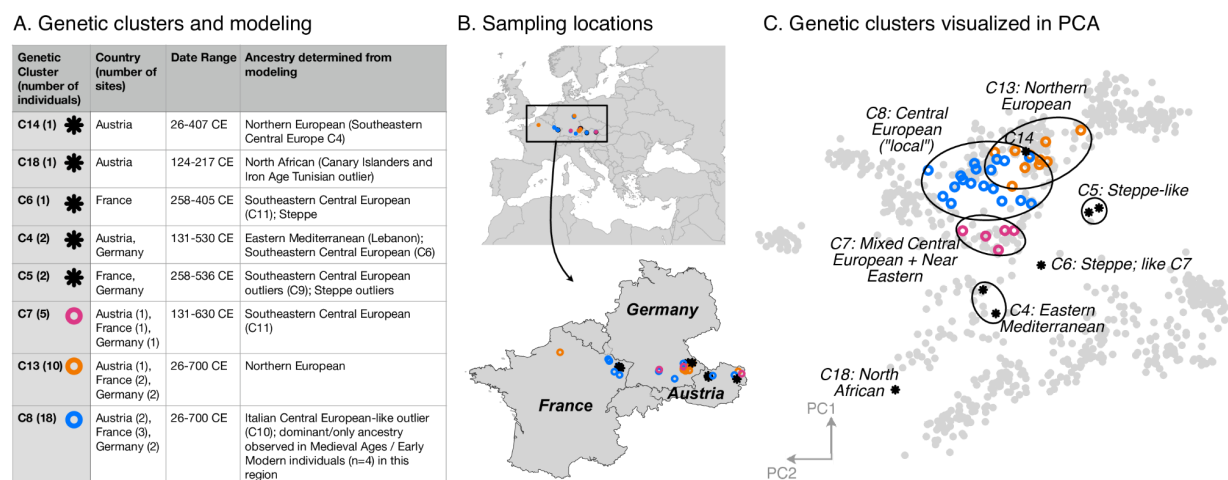 A. Genetic clusters and modeling
Genetic
Cluster
(number of
individuals)
Country
(number of
sites)
Date Range
Ancestry determined from
modeling
C14 (1)
Austria
26-407 CE
Northern European (Southeastern
Central Europe C4)
C18 (1)
Austria
124-217 CE
North African (Canary Islanders and
Iron Age Tunisian outlier)
C6 (1)
France
258-405 CE
Southeastern Central European
(C11); Steppe
C4 (2)
Austria,
Germany
131-530 CE
Eastern Mediterranean (Lebanon);
Southeastern Central European (C6)
C5 (2)
France,
Germany
258-536 CE
Southeastern Central European
outliers (C9); Steppe outliers
C7 (5)
Austria (1),
France (1),
Germany (1)
131-630 CE
Southeastern Central European
(C11)
C13 (10)
Austria (1),
France (2),
Germany (2)
26-700 CE
Northern European
C8 (18)
Austria (2),
France (3),
Germany (2)
26-700 CE
Italian Central European-like outlier
(C10); dominant/only ancestry
observed in Medieval Ages / Early
Modern individuals (n=4) in this
region
B. Sampling locations
Germany
France
Austria
C. Genetic clusters visualized in PCA
C13: Northern
European
C8: Central
European
("local")
C14
C5: Steppe-like
C7: Mixed Central
European + Near
Eastern
C6: Steppe; like C7
C4: Eastern
Mediterranean
C18: North
African
PC1
PC2